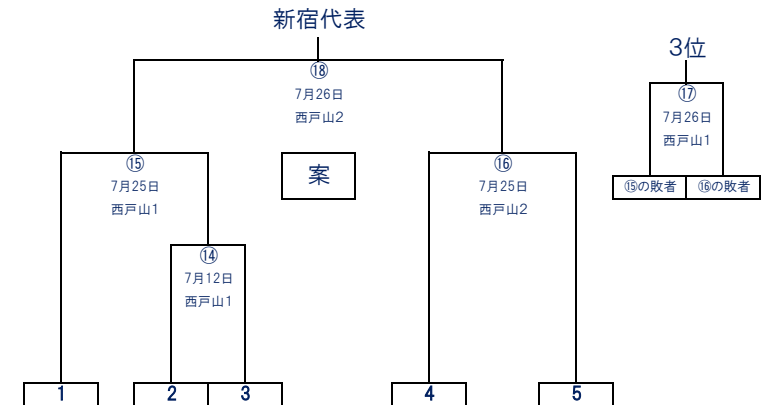 新宿代表
3位
⑱
7月26日
西戸山2
⑰
7月26日
西戸山1
⑮
7月25日
西戸山1
案
⑯
7月25日
西戸山2
⑮の敗者
⑯の敗者
⑭
7月12日
西戸山1
1
2
3
4
5